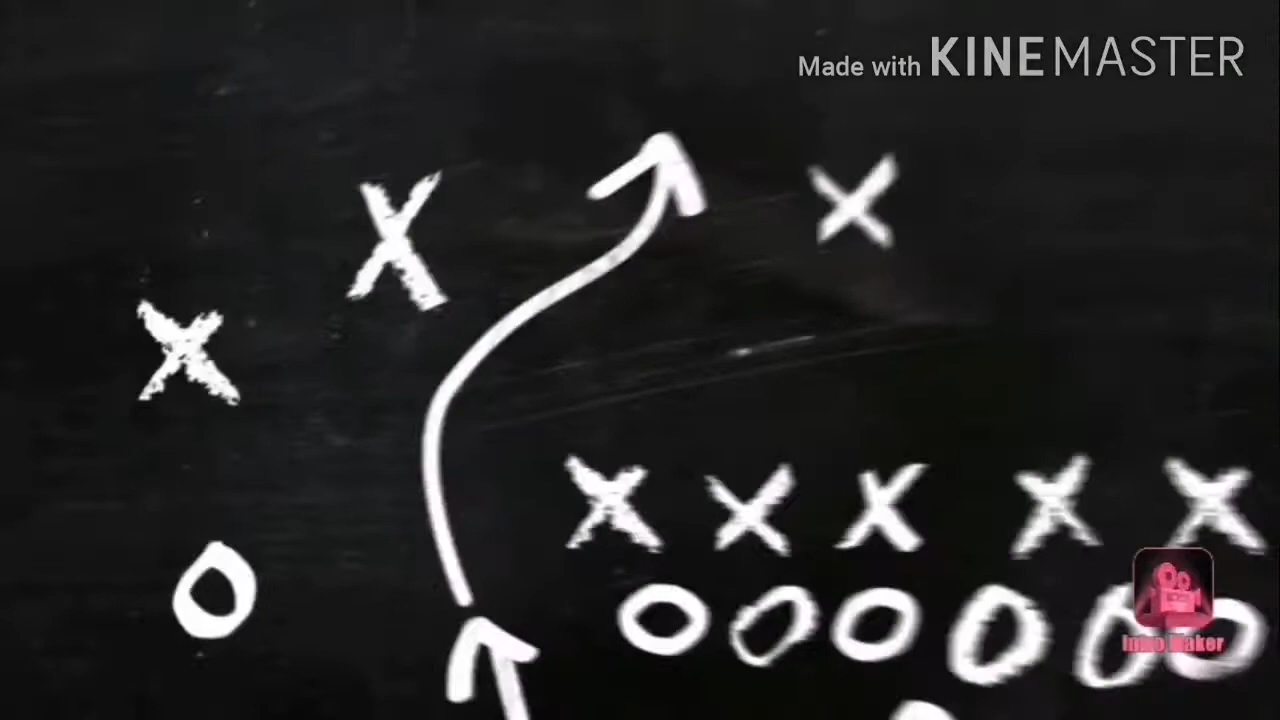 Made with KINEMASTER
X
X
X
X X X X X
O
O O O O O O
Intro Maker